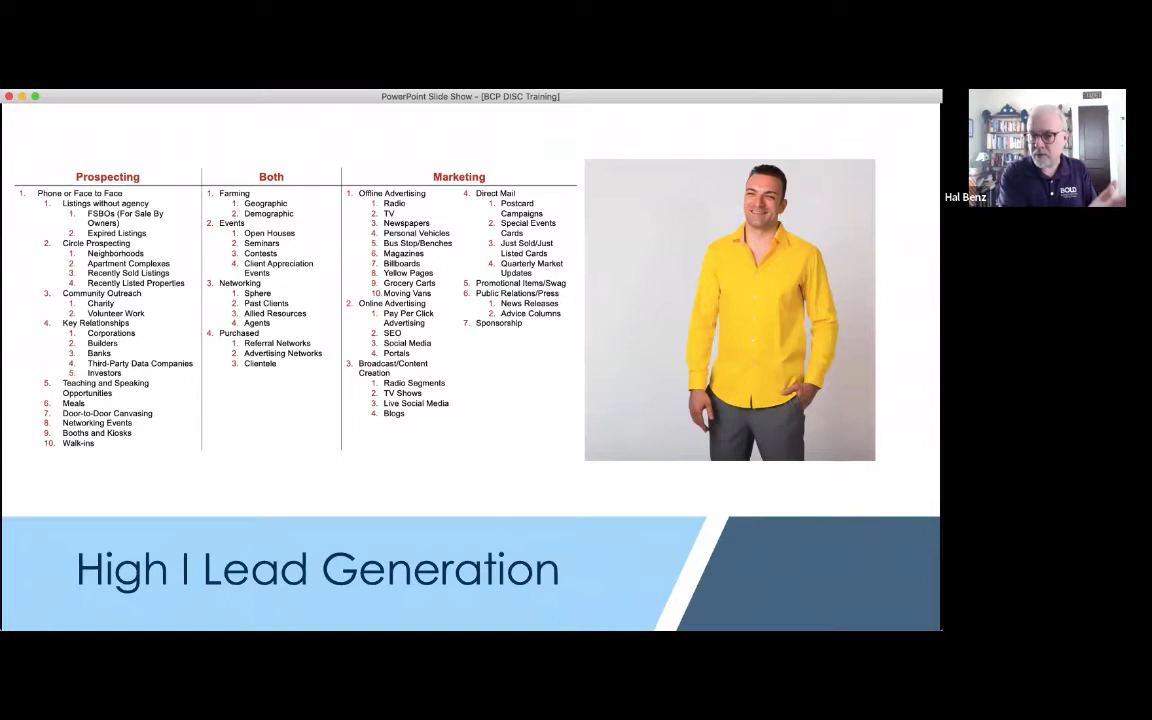 PowerPoint Slide Show - [BCP DISC Training]
Prospecting
1. Phone or Face to Face
1. Listings without agency
1. FSBOs (For Sale By
Owners)
2. Expired Listings
2. Circle Prospecting
1. Neighborhoods
2. Apartment Complexes
3. Recently Sold Listings
4. Recently Listed Properties
3. Community Outreach
1. Charity
2. Volunteer Work
4. Key Relationships
1. Corporations
2. Builders
3. Banks
4. Third-Party Data Companies
5. Investors
5. Teaching and Speaking
Opportunities
6. Meals
7. Door-to-Door Canvasing
8. Networking Events
9. Booths and Kiosks
10. Walk-ins
Both
1. Farming
1. Geographic
2. Demographic
2. Events
1. Open Houses
2. Seminars
3. Contests
4. Client Appreciation
Events
3. Networking
1. Sphere
2. Past Clients
3. Allied Resources
4. Agents
4. Purchased
1. Referral Networks
2. Advertising Networks
3. Clientele
Marketing
1. Offline Advertising
1. Radio
2. TV
3. Newspapers
4. Personal Vehicles
5. Bus Stop/Benches
6. Magazines
7. Billboards
8. Yellow Pages
9. Grocery Carts
10. Moving Vans
2. Online Advertising
1. Pay Per Click
Advertising
2. SEO
3. Social Media
4. Portals
3. Broadcast/Content
Creation
1. Radio Segments
2. TV Shows
3. Live Social Media
4. Blogs
4. Direct Mail
1. Postcard
Campaigns
2. Special Events
Cards
3. Just Sold/Just
Listed Cards
4. Quarterly Market
Updates
5. Promotional Items/Swag
6. Public Relations/Press
1. News Releases
2. Advice Columns
7. Sponsorship
High I Lead Generation
BOLD
Hal Benz